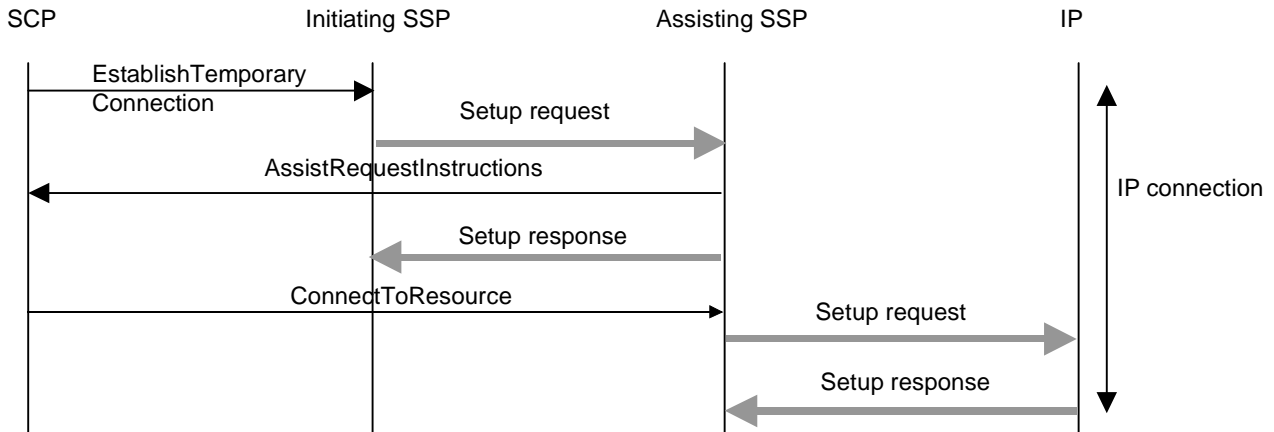 SCP
Initiating SSP
Assisting SSP
IP
EstablishTemporary
Connection
Setup request
AssistRequestInstructions
IP connection
Setup response
ConnectToResource
Setup request
Setup response